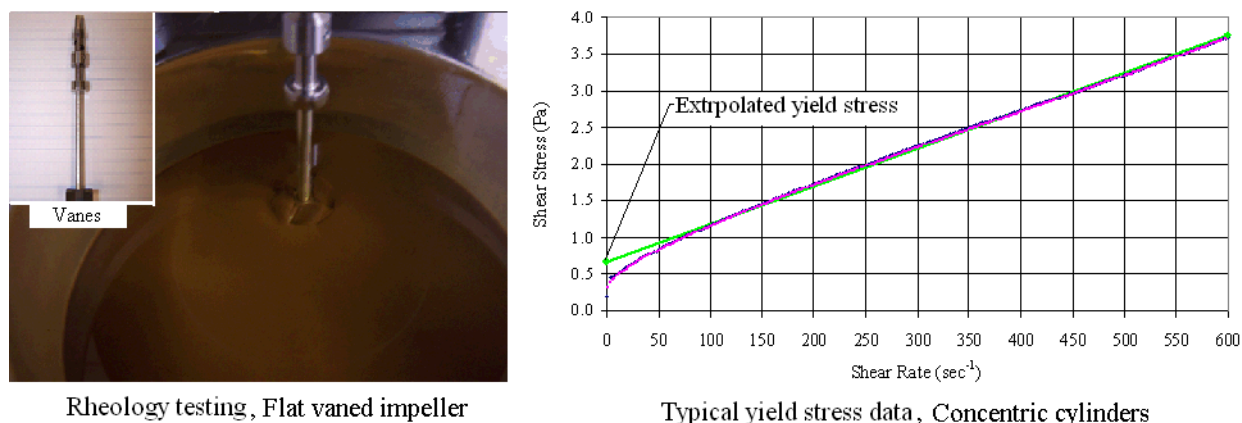 Vanes
Rheology testing, Flat vaned impeller
4.0
3.5
3.0
2.5
2.0
1.5
1.0
0.5
0.0
Shear Stress (Pa)
Extrpolated yield stress
0 50 100 150 200 250 300 350 400 450 500 550 600
Shear Rate (sec-1)
Typical yield stress data, Concentric cylinders